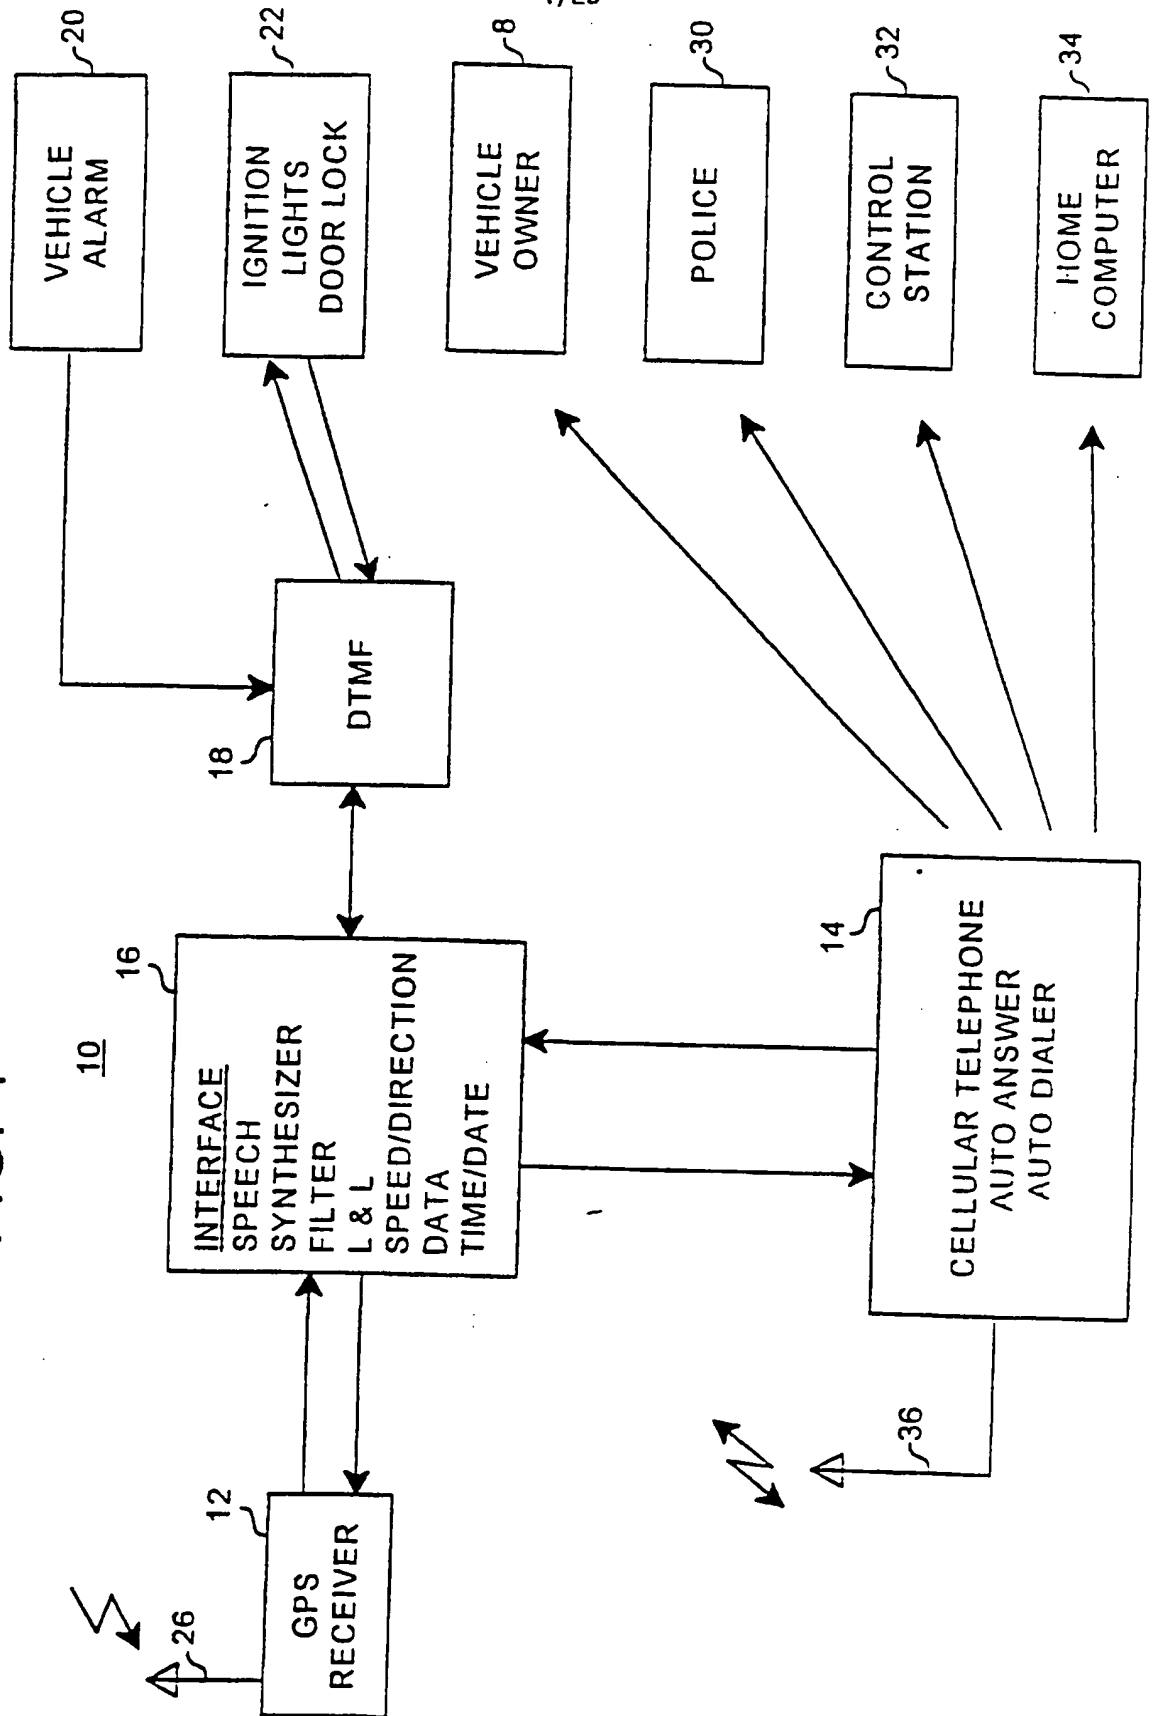 10
26
12
GPS
RECEIVER
16
INTERFACE
SPEECH
SYNTHESIZER
FILTER
L & L
SPEED/DIRECTION
DATA
TIME/DATE
18
DTMF
20
VEHICLE
ALARM
22
IGNITION
LIGHTS
DOOR LOCK
8
VEHICLE
OWNER
30
POLICE
32
CONTROL
STATION
34
HOME
COMPUTER
14
CELLULAR TELEPHONE
AUTO ANSWER
AUTO DIALER
36